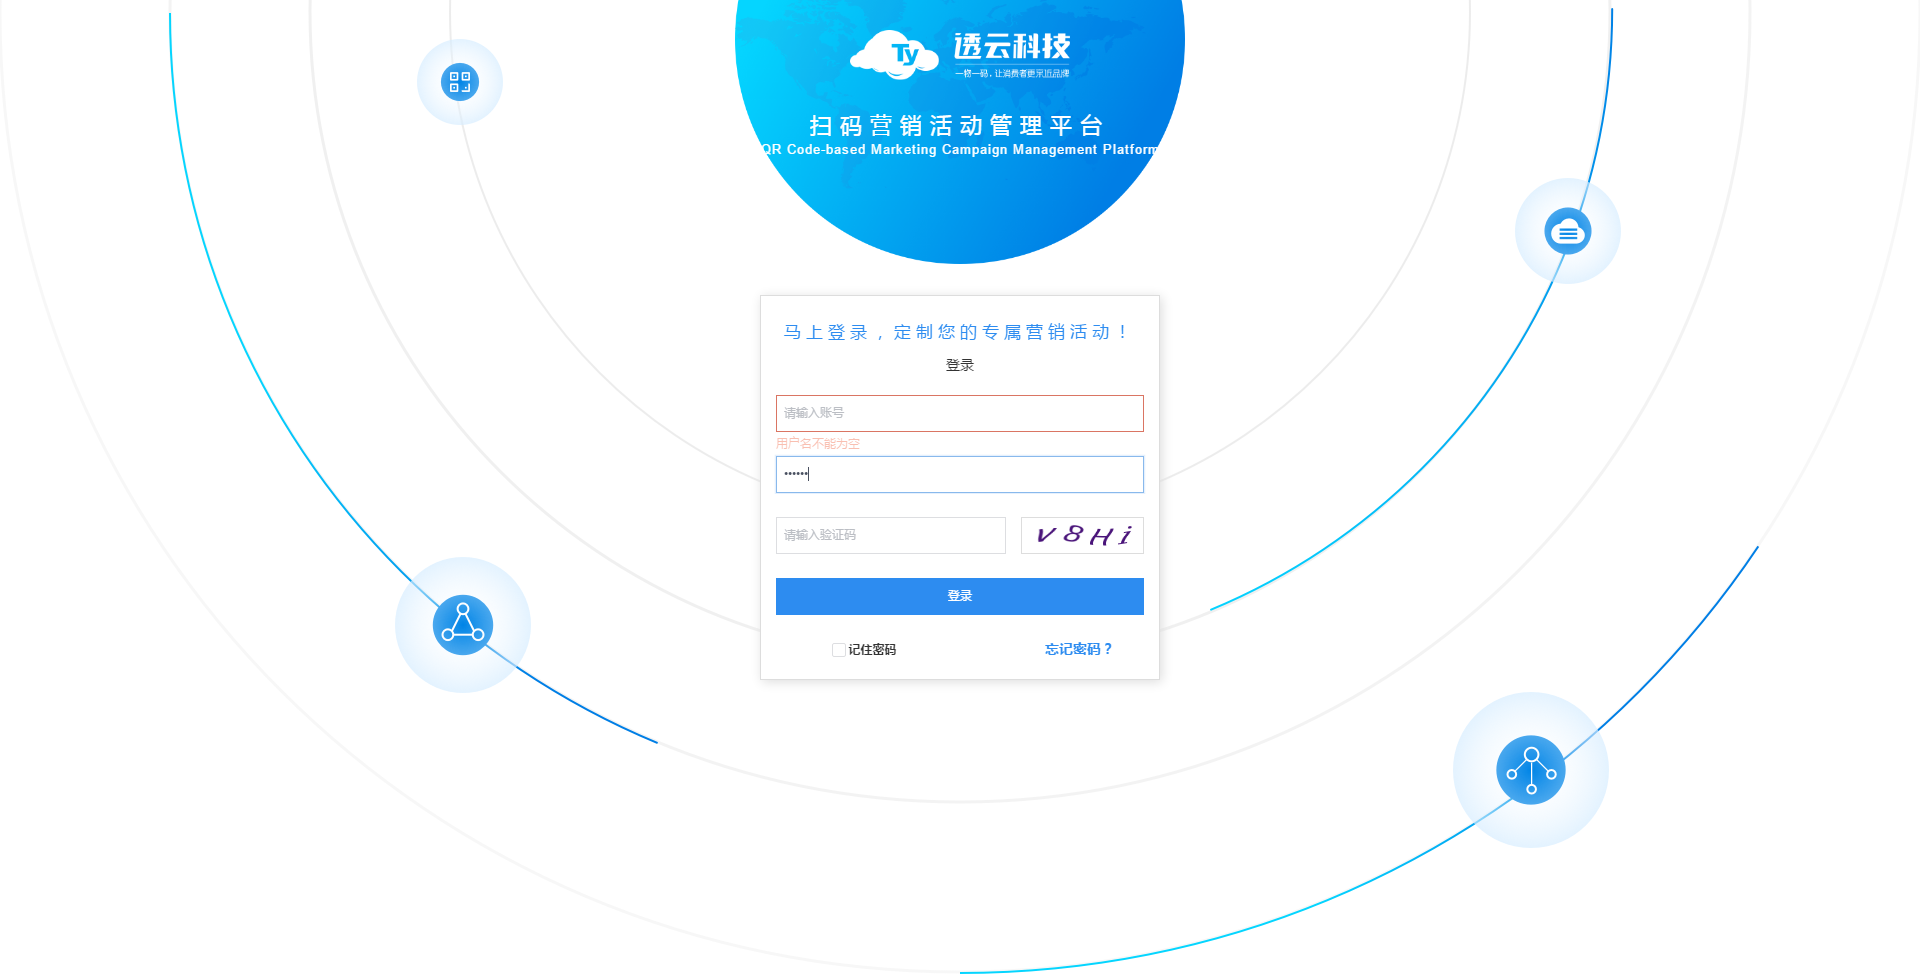 Ty 透云科技
一物一码，让消费者更亲近品牌
扫码营销活动管理平台
QR Code-based Marketing Campaign Management Platform
马上登录，定制您的专属营销活动！
登录
请输入账号
用户名不能为空
••••••
请输入验证码
v8Hi
登录
记住密码
忘记密码？